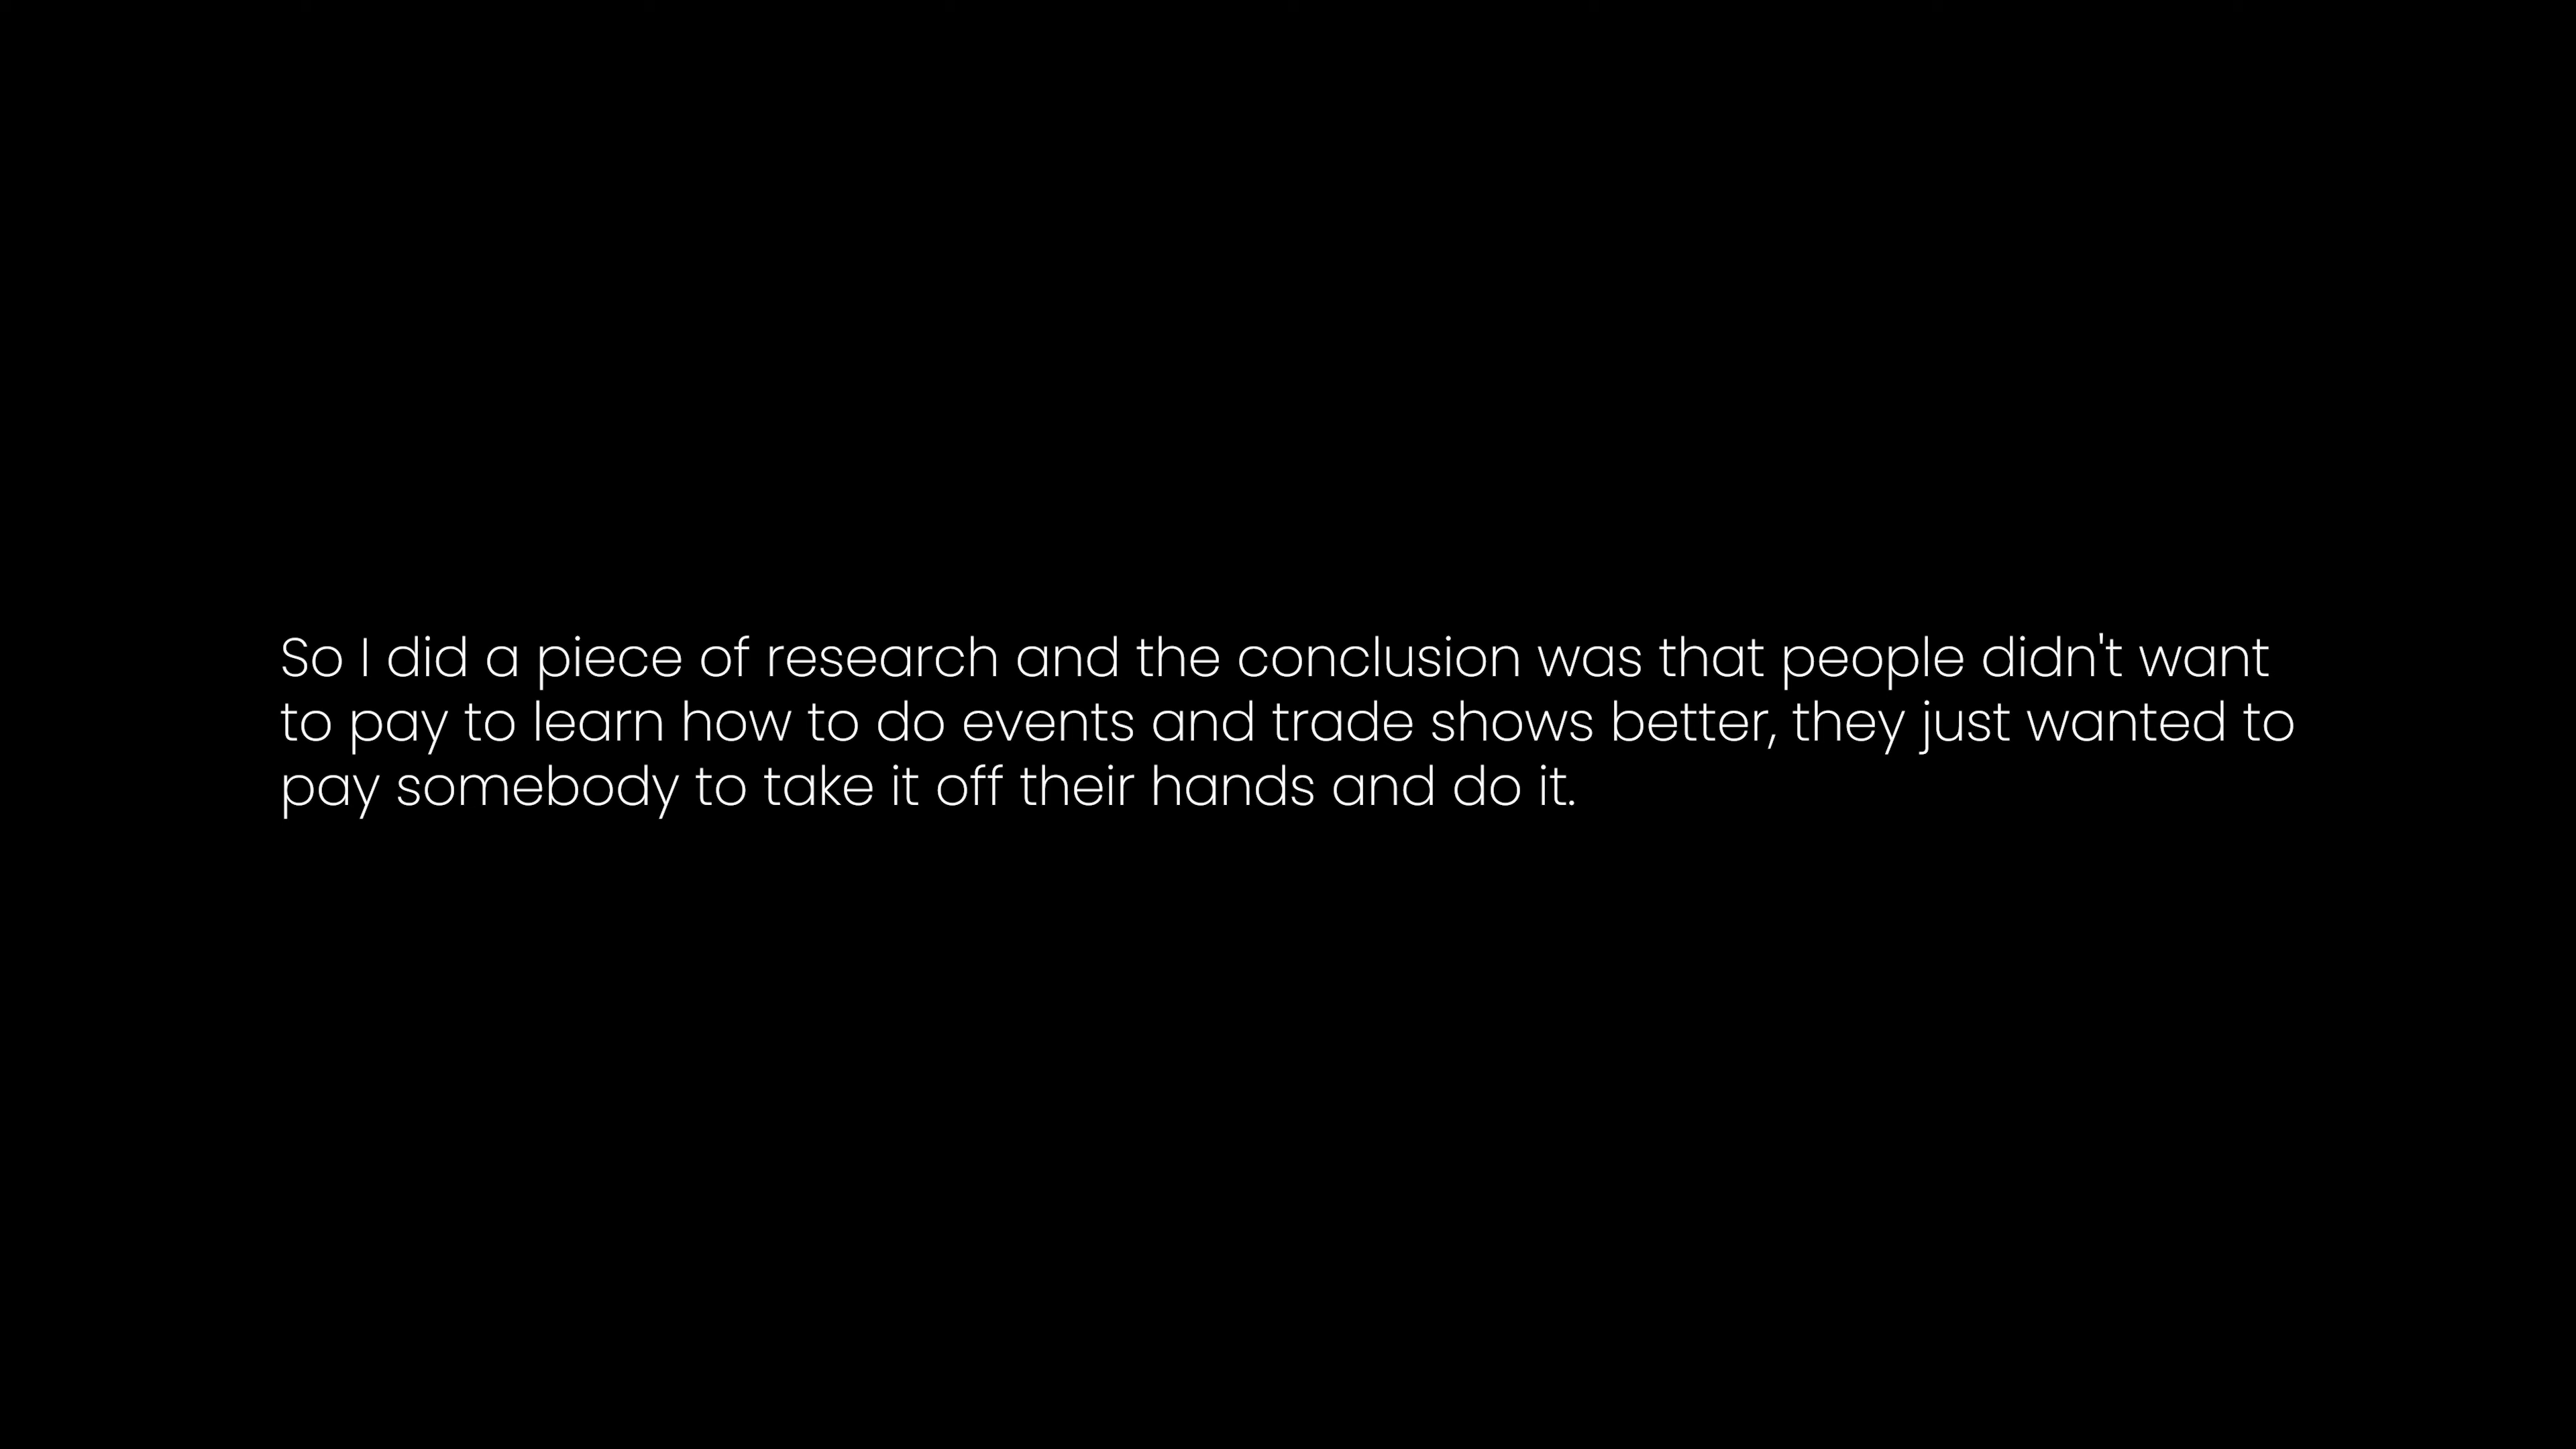 So I did a piece of research and the conclusion was that people didn't want
to pay to learn how to do events and trade shows better, they just wanted to
pay somebody to take it off their hands and do it.